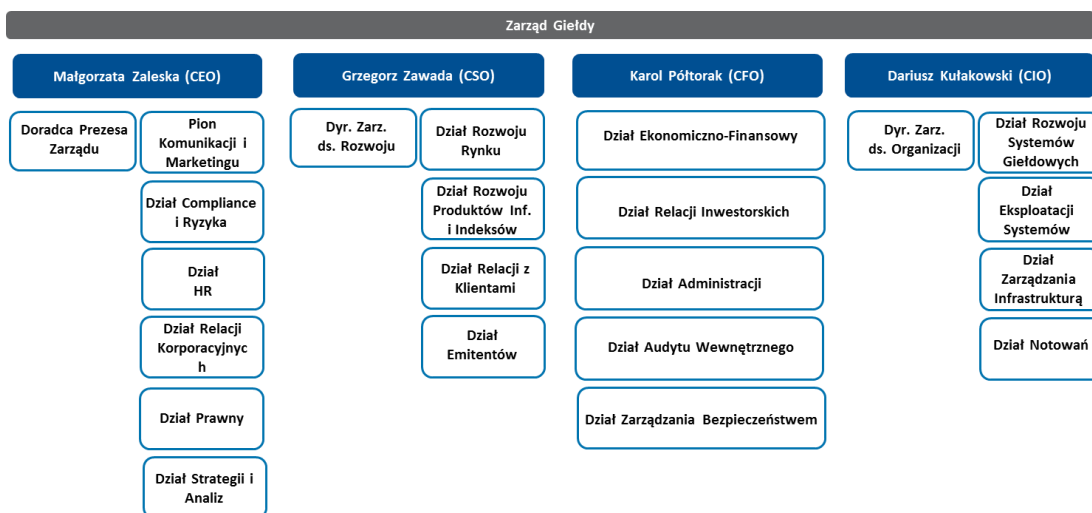 Zarząd Giełdy
Małgorzata Zaleska (CEO)
Doradca Prezesa
Zarządu
Pion
Komunikacji i
Marketingu
Dział Compliance
i Ryzyka
Dział
HR
Dział Relacji
Korporacyjnyc
h
Dział Prawny
Dział Strategii i
Analiz
Grzegorz Zawada (CSO)
Dyr. Zarz.
ds. Rozwoju
Dział Rozwoju
Rynku
Dział Rozwoju
Produktów Inf.
i Indeksów
Dział Relacji z
Klientami
Dział
Emitentów
Karol Półtorak (CFO)
Dział Ekonomiczno-Finansowy
Dział Relacji Inwestorskich
Dział Administracji
Dział Audytu Wewnętrznego
Dział Zarządzania Bezpieczeństwem
Dariusz Kułakowski (CIO)
Dyr. Zarz.
ds. Organizacji
Dział Rozwoju
Systemów
Giełdowych
Dział
Eksploatacji
Systemów
Dział
Zarządzania
Infrastrukturą
Dział Notowań